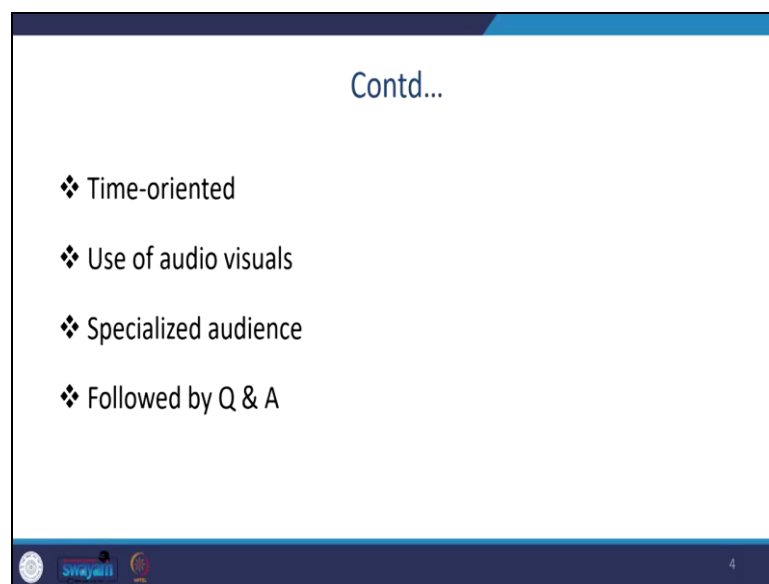 Contd...
❖ Time-oriented
❖ Use of audio visuals
❖ Specialized audience
❖ Followed by Q & A
swayam
4